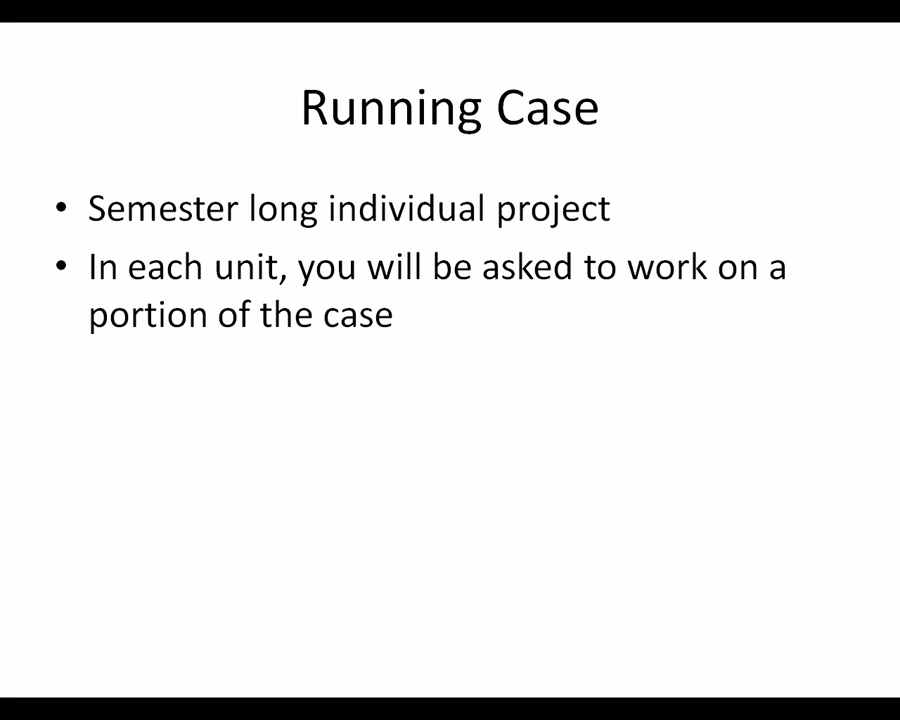 Running Case
• Semester long individual project
• In each unit, you will be asked to work on a
portion of the case